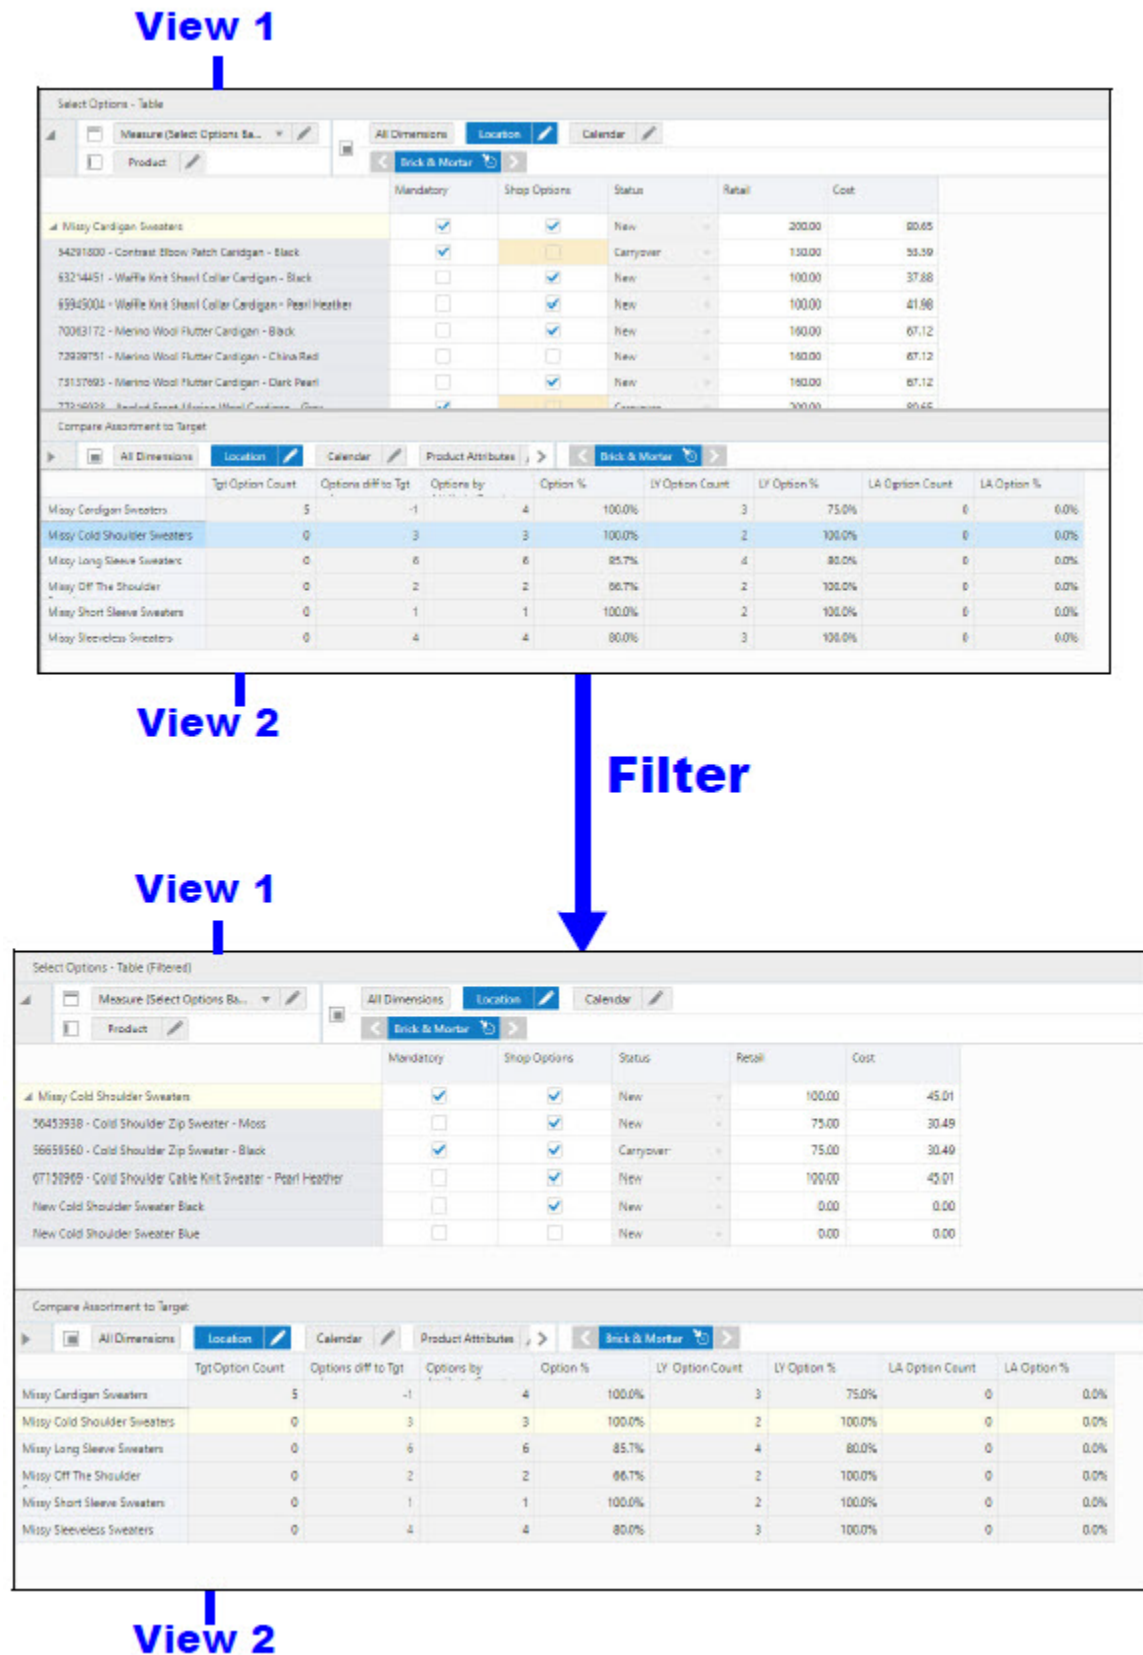 View 1
Select Options - Table
Measure (Select Options Ba... All Dimensions Location Calendar
Product Brick & Mortar
Mandatory Shop Options Status Retail Cost
Missy Cardigan Sweaters New 200.00 80.65
54291800 - Contrast Elbow Patch Cardigan - Black Carryover 130.00 53.59
63214451 - Waffle Knit Shawl Collar Cardigan - Black New 100.00 37.88
65945004 - Waffle Knit Shawl Collar Cardigan - Pearl Heather New 100.00 41.98
70063172 - Merino Wool Flutter Cardigan - Black New 160.00 67.12
72939751 - Merino Wool Flutter Cardigan - China Red New 160.00 67.12
73137693 - Merino Wool Flutter Cardigan - Dark Pearl New 160.00 67.12
Compare Assortment to Target
All Dimensions Location Calendar Product Attributes Brick & Mortar
Tgt Option Count Options diff to Tgt Options by Option % LY Option Count LY Option % LA Option Count LA Option %
Missy Cardigan Sweaters 5 -1 4 100.0% 3 75.0% 0 0.0%
Missy Cold Shoulder Sweaters 0 3 3 100.0% 2 100.0% 0 0.0%
Missy Long Sleeve Sweaters 0 6 6 85.7% 4 80.0% 0 0.0%
Missy Off The Shoulder 0 2 2 66.7% 2 100.0% 0 0.0%
Missy Short Sleeve Sweaters 0 1 1 100.0% 2 100.0% 0 0.0%
Missy Sleeveless Sweaters 0 4 4 80.0% 3 100.0% 0 0.0%
View 2
Filter
View 1
Select Options - Table (Filtered)
Measure (Select Options Ba... All Dimensions Location Calendar
Product Brick & Mortar
Mandatory Shop Options Status Retail Cost
Missy Cold Shoulder Sweaters New 100.00 45.01
56453938 - Cold Shoulder Zip Sweater - Moss New 75.00 30.49
56659560 - Cold Shoulder Zip Sweater - Black Carryover 75.00 30.49
67158969 - Cold Shoulder Cable Knit Sweater - Pearl Heather New 100.00 45.01
New Cold Shoulder Sweater Black New 0.00 0.00
New Cold Shoulder Sweater Blue New 0.00 0.00
Compare Assortment to Target
All Dimensions Location Calendar Product Attributes Brick & Mortar
Tgt Option Count Options diff to Tgt Options by Option % LY Option Count LY Option % LA Option Count LA Option %
Missy Cardigan Sweaters 5 -1 4 100.0% 3 75.0% 0 0.0%
Missy Cold Shoulder Sweaters 0 3 3 100.0% 2 100.0% 0 0.0%
Missy Long Sleeve Sweaters 0 6 6 85.7% 4 80.0% 0 0.0%
Missy Off The Shoulder 0 2 2 66.7% 2 100.0% 0 0.0%
Missy Short Sleeve Sweaters 0 1 1 100.0% 2 100.0% 0 0.0%
Missy Sleeveless Sweaters 0 4 4 80.0% 3 100.0% 0 0.0%
View 2